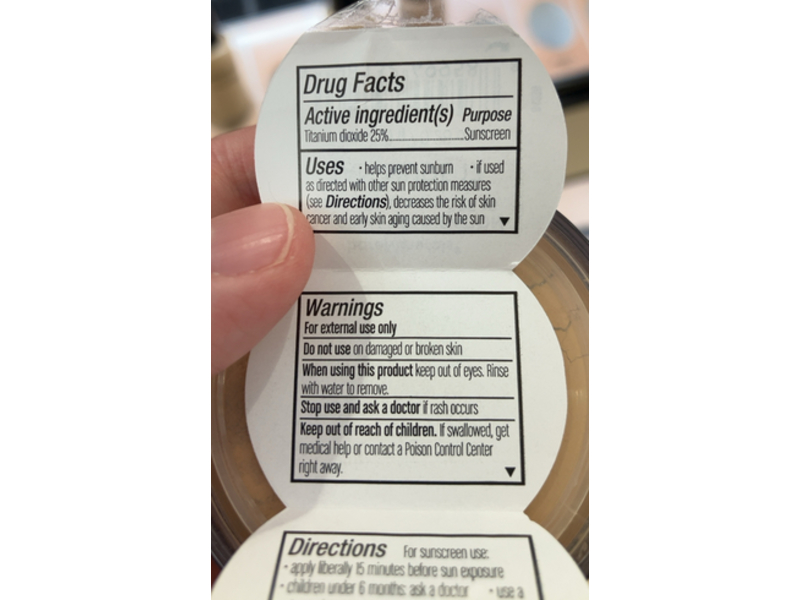 Drug Facts
Active ingredient(s) Purpose
Titanium dioxide 25%......................Sunscreen
Uses · helps prevent sunburn · if used
as directed with other sun protection measures
(see Directions), decreases the risk of skin
cancer and early skin aging caused by the sun ▼
Warnings
For external use only
Do not use on damaged or broken skin
When using this product keep out of eyes. Rinse
with water to remove.
Stop use and ask a doctor if rash occurs
Keep out of reach of children. If swallowed, get
medical help or contact a Poison Control Center
right away. ▼
Directions For sunscreen use:
· apply liberally 15 minutes before sun exposure
· children under 6 months: ask a doctor · use a